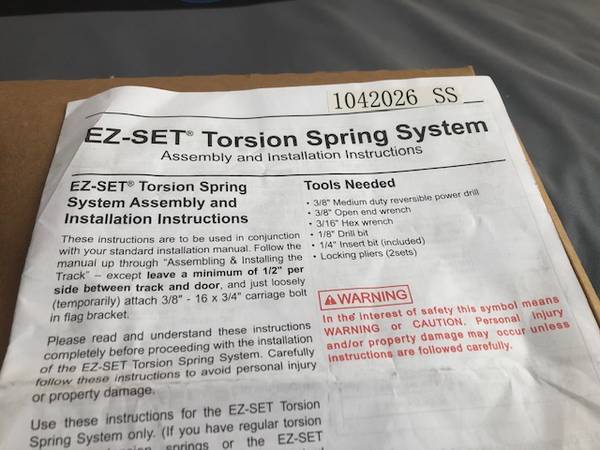 1042026 SS
EZ-SET® Torsion Spring System
Assembly and Installation Instructions
EZ-SET® Torsion Spring
System Assembly and
Installation Instructions
These instructions are to be used in conjunction
with your standard installation manual. Follow the
manual up through "Assembling & Installing the
Track" – except leave a minimum of 1/2" per
side between track and door, and just loosely
(temporarily) attach 3/8" - 16 x 3/4" carriage bolt
in flag bracket.
Please read and understand these instructions
completely before proceeding with the installation
of the EZ-SET Torsion Spring System. Carefully
follow these instructions to avoid personal injury
or property damage.
Use these instructions for the EZ-SET Torsion
Spring System only. (If you have regular torsion
springs or the EZ-SET
Tools Needed
• 3/8" Medium duty reversible power drill
• 3/8" Open end wrench
• 3/16" Hex wrench
• 1/8" Drill bit
• 1/4" Insert bit (included)
• Locking pliers (2sets)
WARNING
In the interest of safety this symbol means
WARNING or CAUTION. Personal Injury
and/or property damage may occur unless
instructions are followed carefully.